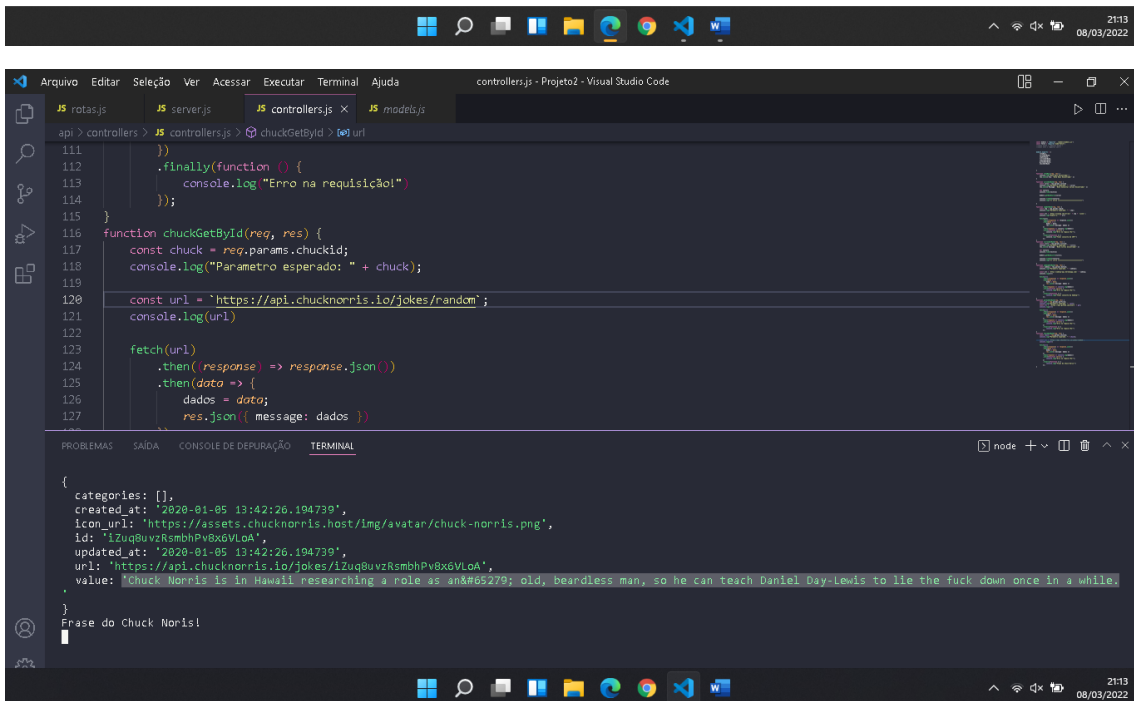 21:13
08/03/2022
Arquivo Editar Seleção Ver Acessar Executar Terminal Ajuda controllers.js - Projeto2 - Visual Studio Code
JS rotas.js JS server.js JS controllers.js × JS models.js
api > controllers > JS controllers.js > chuckGetById > url
111 })
112 .finally(function () {
113 console.log("Erro na requisição!")
114 });
115 }
116 function chuckGetById(req, res) {
117 const chuck = req.params.chuckid;
118 console.log("Parametro esperado: " + chuck);
119
120 const url = `https://api.chucknorris.io/jokes/random`;
121 console.log(url)
122
123 fetch(url)
124 .then((response) => response.json())
125 .then(data => {
126 dados = data;
127 res.json({ message: dados })
PROBLEMAS SAÍDA CONSOLE DE DEPURAÇÃO TERMINAL node
{
categories: [],
created_at: '2020-01-05 13:42:26.194739',
icon_url: 'https://assets.chucknorris.host/img/avatar/chuck-norris.png',
id: 'iZuq8uvzRsmbhPv8x6VLoA',
updated_at: '2020-01-05 13:42:26.194739',
url: 'https://api.chucknorris.io/jokes/iZuq8uvzRsmbhPv8x6VLoA',
value: 'Chuck Norris is in Hawaii researching a role as an&#65279; old, beardless man, so he can teach Daniel Day-Lewis to lie the fuck down once in a while.
'
}
Frase do Chuck Noris!
21:13
08/03/2022